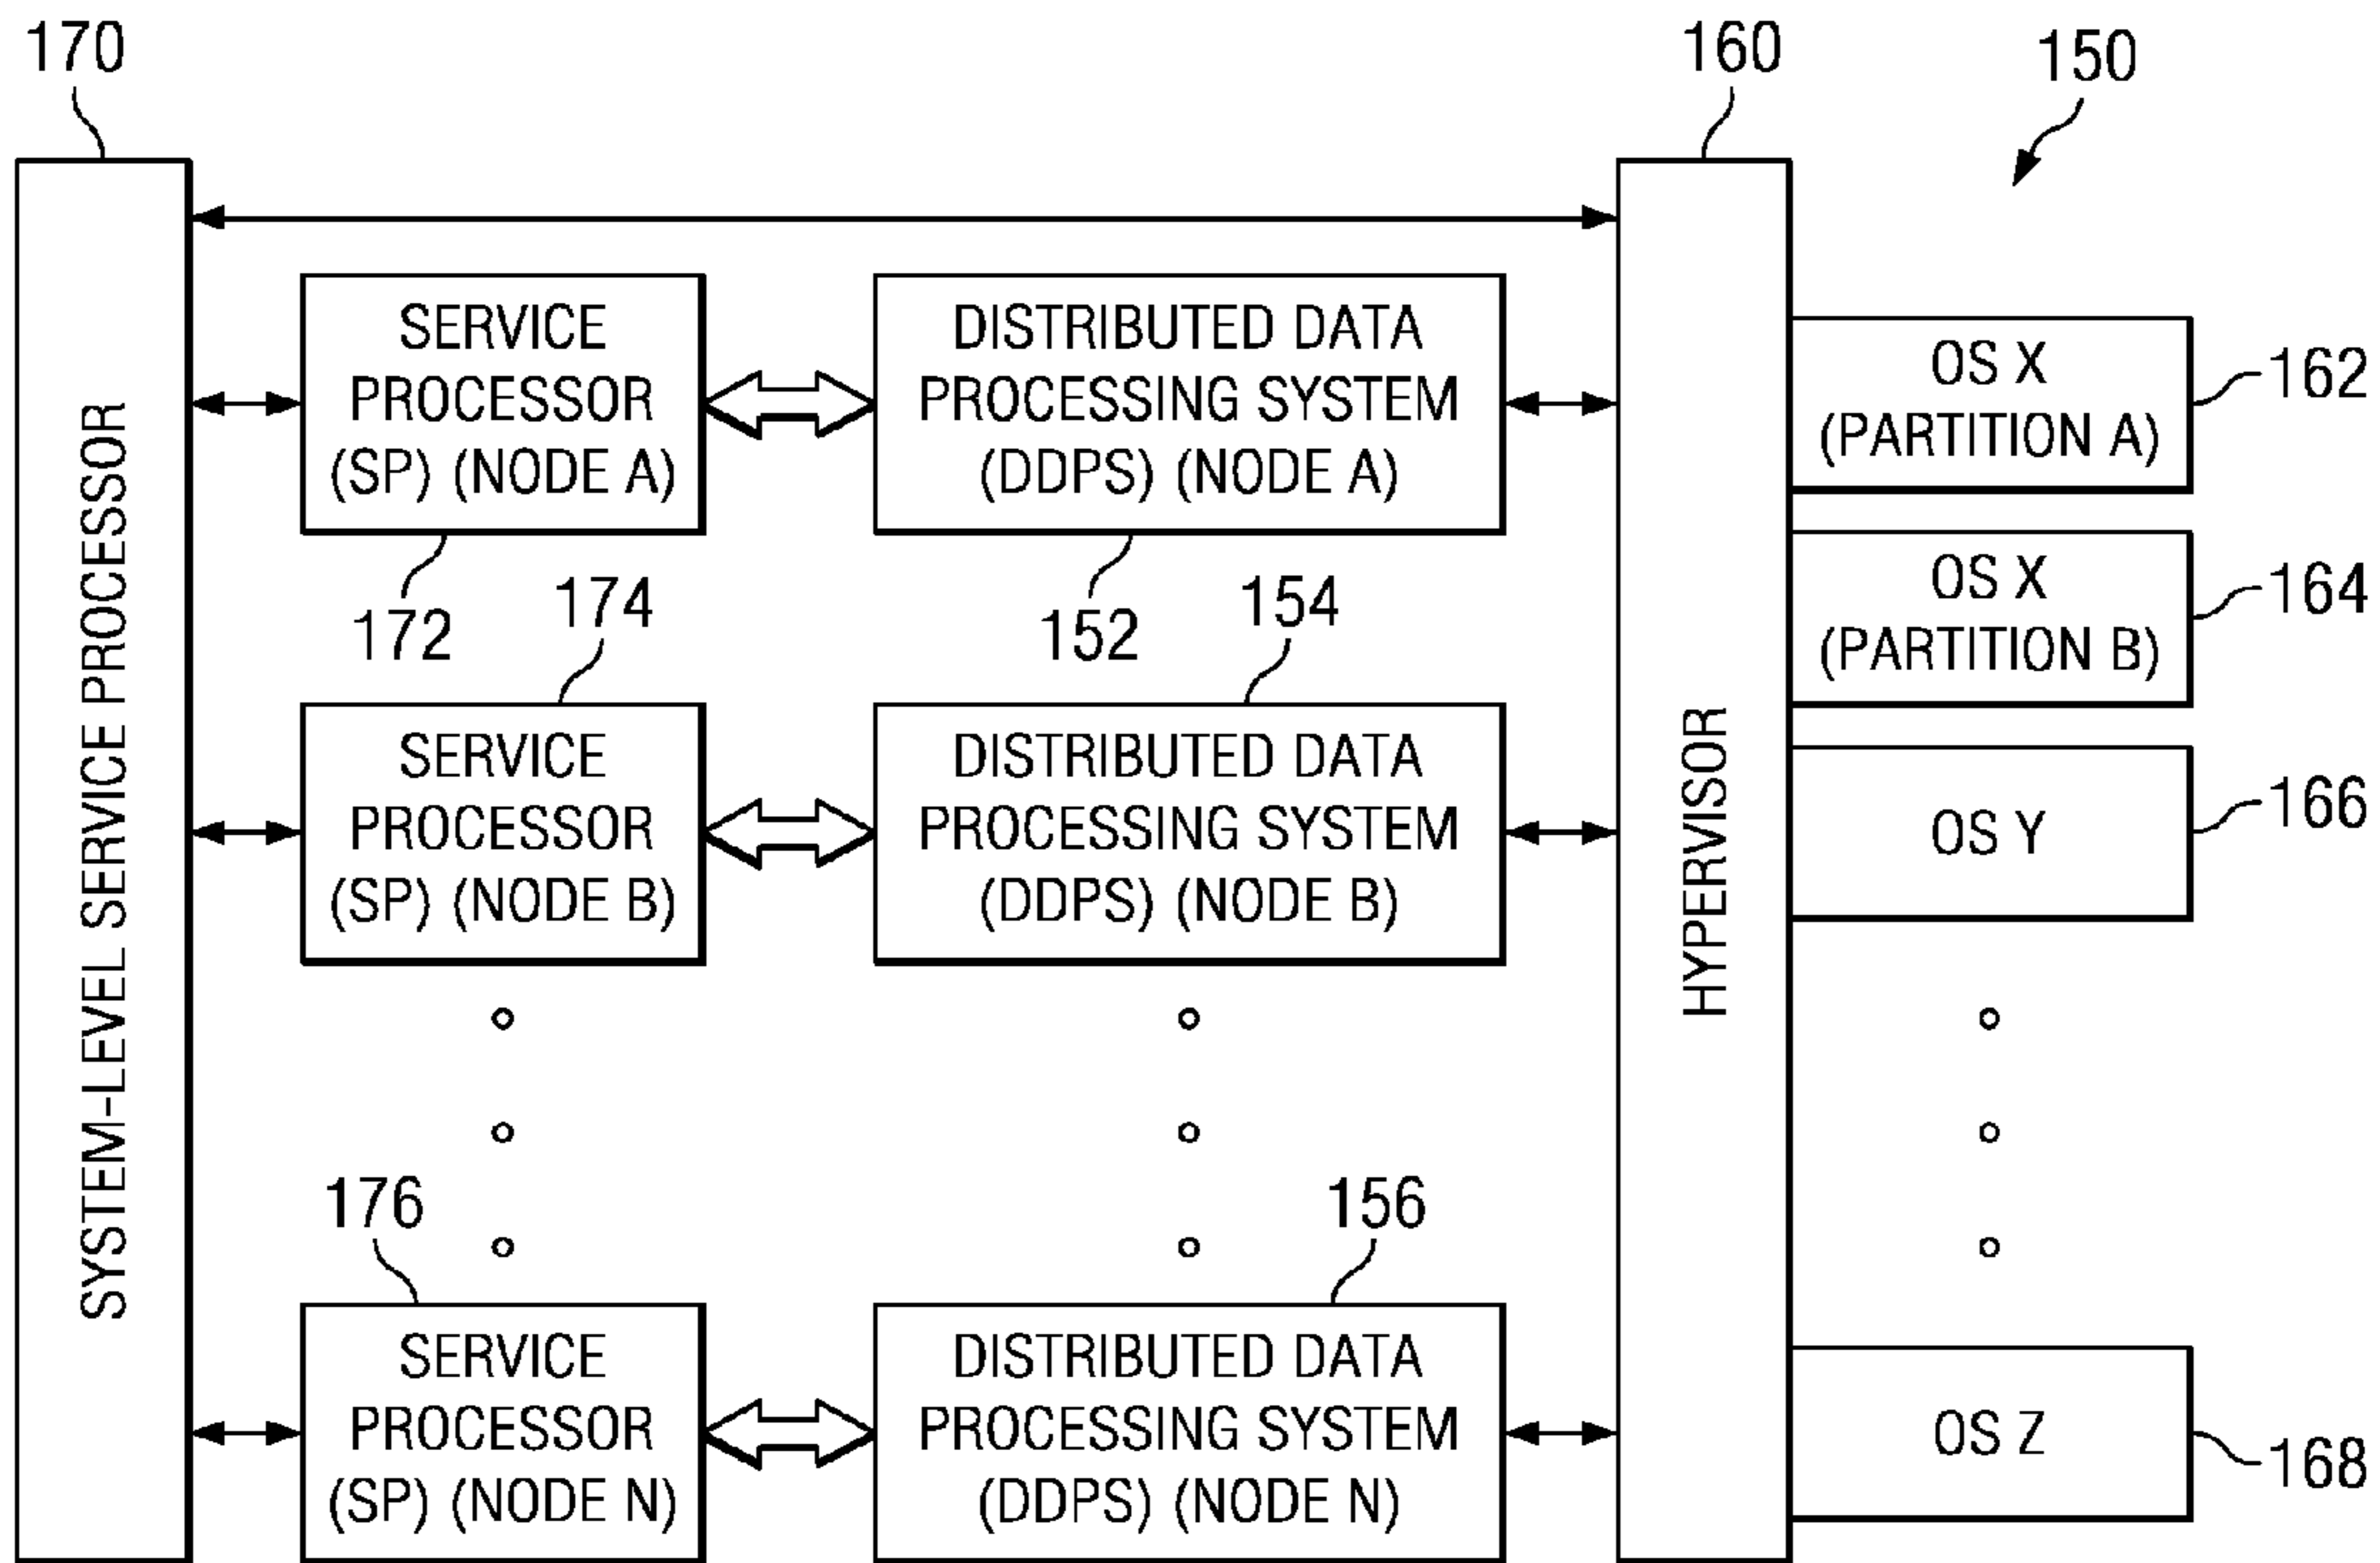 170
160
150
SYSTEM-LEVEL SERVICE PROCESSOR
SERVICE
PROCESSOR
(SP) (NODE A)
172
DISTRIBUTED DATA
PROCESSING SYSTEM
(DDPS) (NODE A)
152
174
SERVICE
PROCESSOR
(SP) (NODE B)
154
DISTRIBUTED DATA
PROCESSING SYSTEM
(DDPS) (NODE B)
176
SERVICE
PROCESSOR
(SP) (NODE N)
156
DISTRIBUTED DATA
PROCESSING SYSTEM
(DDPS) (NODE N)
HYPERVISOR
OS X
(PARTITION A)
162
OS X
(PARTITION B)
164
OS Y
166
OS Z
168